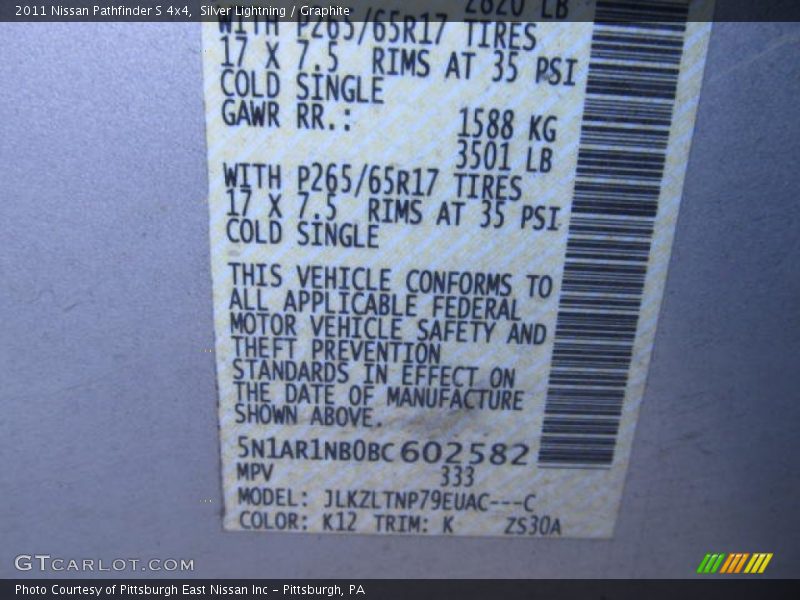 2011 Nissan Pathfinder S 4x4, Silver Lightning / Graphite
2820 LB
WITH P265/65R17 TIRES
17 X 7.5 RIMS AT 35 PSI
COLD SINGLE
GAWR RR.: 1588 KG
3501 LB
WITH P265/65R17 TIRES
17 X 7.5 RIMS AT 35 PSI
COLD SINGLE
THIS VEHICLE CONFORMS TO
ALL APPLICABLE FEDERAL
MOTOR VEHICLE SAFETY AND
THEFT PREVENTION
STANDARDS IN EFFECT ON
THE DATE OF MANUFACTURE
SHOWN ABOVE.
5N1AR1NB0BC602582
MPV 333
MODEL: JLKZLTNP79EUAC---C
COLOR: K12 TRIM: K ZS30A
GTCARLOT.COM
Photo Courtesy of Pittsburgh East Nissan Inc - Pittsburgh, PA